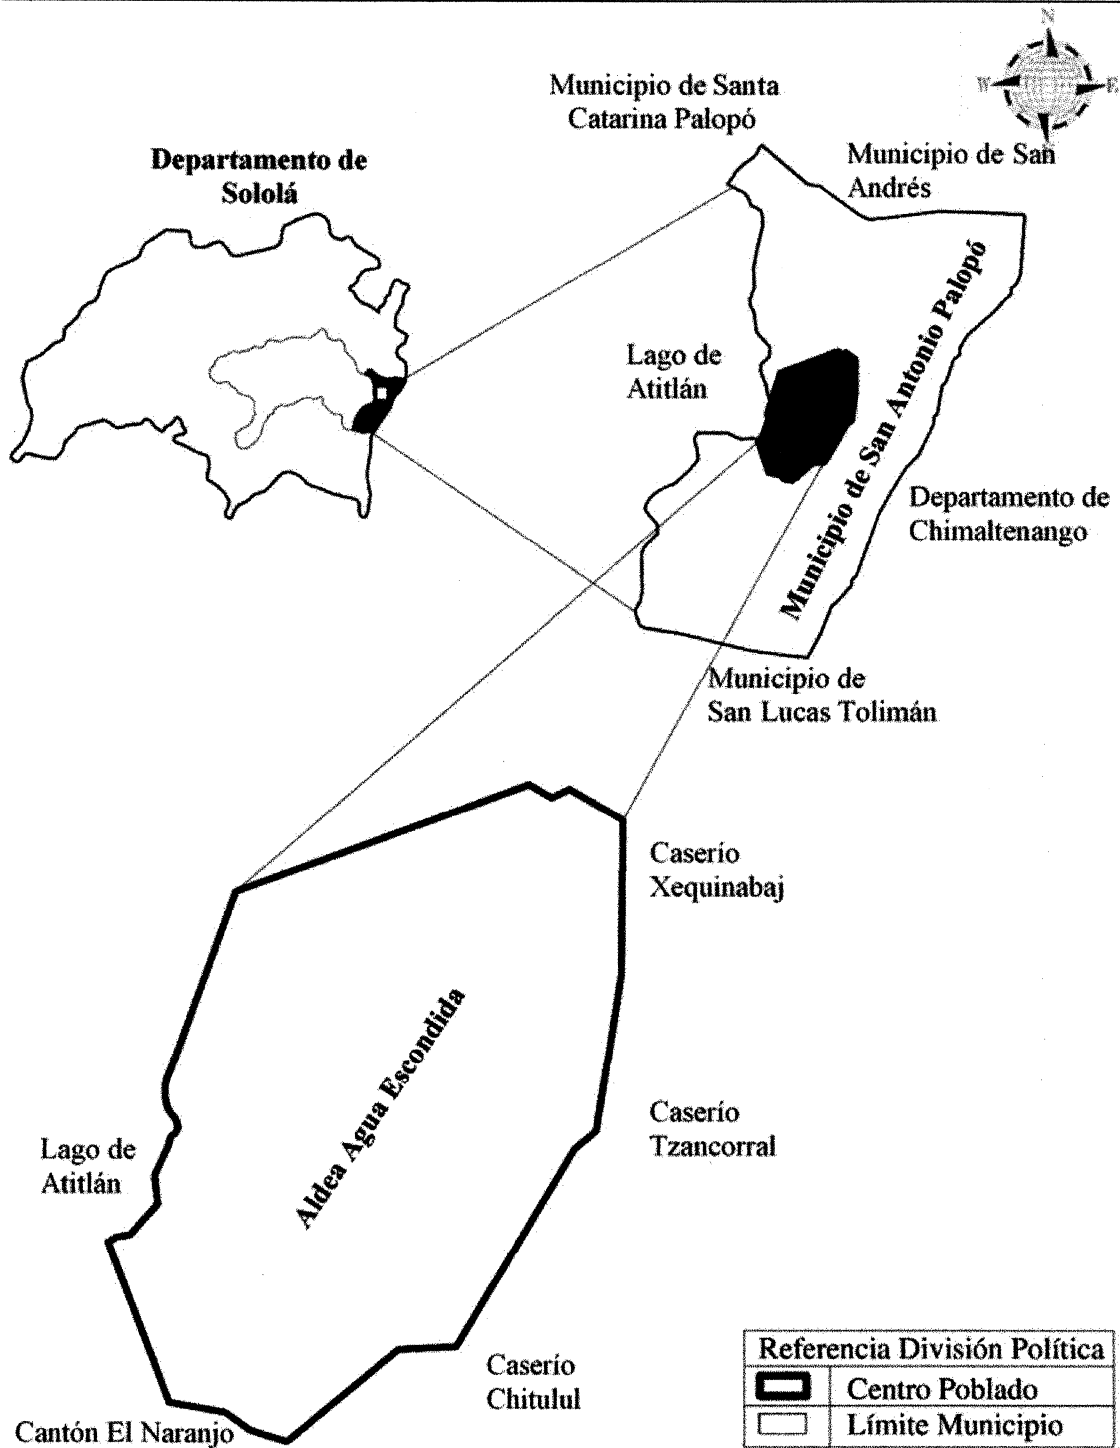 N
W
E
Municipio de Santa
Catarina Palopó
Departamento de
Sololá
Municipio de San
Andrés
Lago de
Atitlán
Municipio de San Antonio Palopó
Departamento de
Chimaltenango
Municipio de
San Lucas Tolimán
Caserío
Xequinabaj
Aldea Agua Escondida
Caserío
Tzancorral
Lago de
Atitlán
Caserío
Chitulul
Cantón El Naranjo
Referencia División Política
Centro Poblado
Límite Municipio